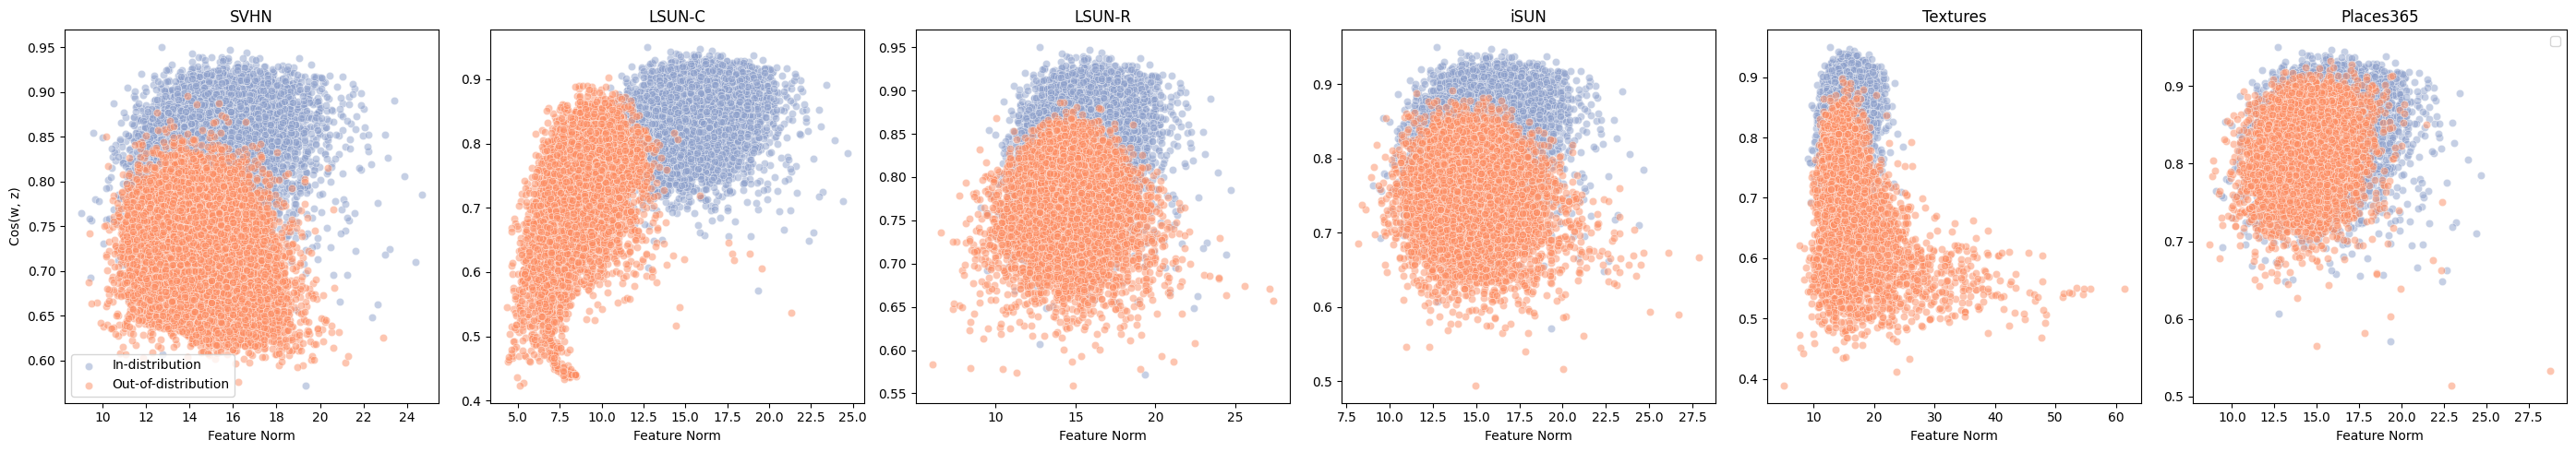 SVHN
Cos(w, z)
0.95
0.90
0.85
0.80
0.75
0.70
0.65
0.60
In-distribution
Out-of-distribution
10 12 14 16 18 20 22 24
Feature Norm
LSUN-C
0.9
0.8
0.7
0.6
0.5
0.4
5.0 7.5 10.0 12.5 15.0 17.5 20.0 22.5 25.0
Feature Norm
LSUN-R
0.95
0.90
0.85
0.80
0.75
0.70
0.65
0.60
0.55
10 15 20 25
Feature Norm
iSUN
0.9
0.8
0.7
0.6
0.5
7.5 10.0 12.5 15.0 17.5 20.0 22.5 25.0 27.5
Feature Norm
Textures
0.9
0.8
0.7
0.6
0.5
0.4
10 20 30 40 50 60
Feature Norm
Places365
0.9
0.8
0.7
0.6
0.5
10.0 12.5 15.0 17.5 20.0 22.5 25.0 27.5
Feature Norm